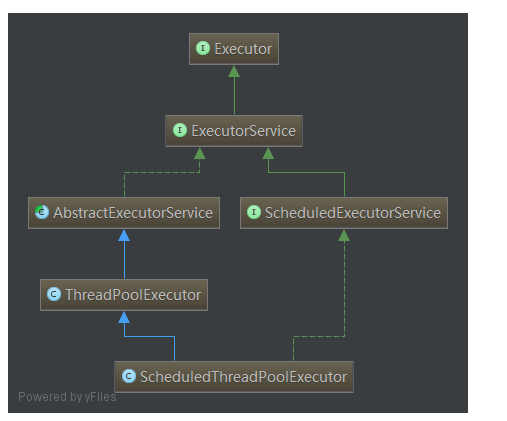 I Executor
I ExecutorService
C AbstractExecutorService
I ScheduledExecutorService
C ThreadPoolExecutor
C ScheduledThreadPoolExecutor
Powered by yFiles